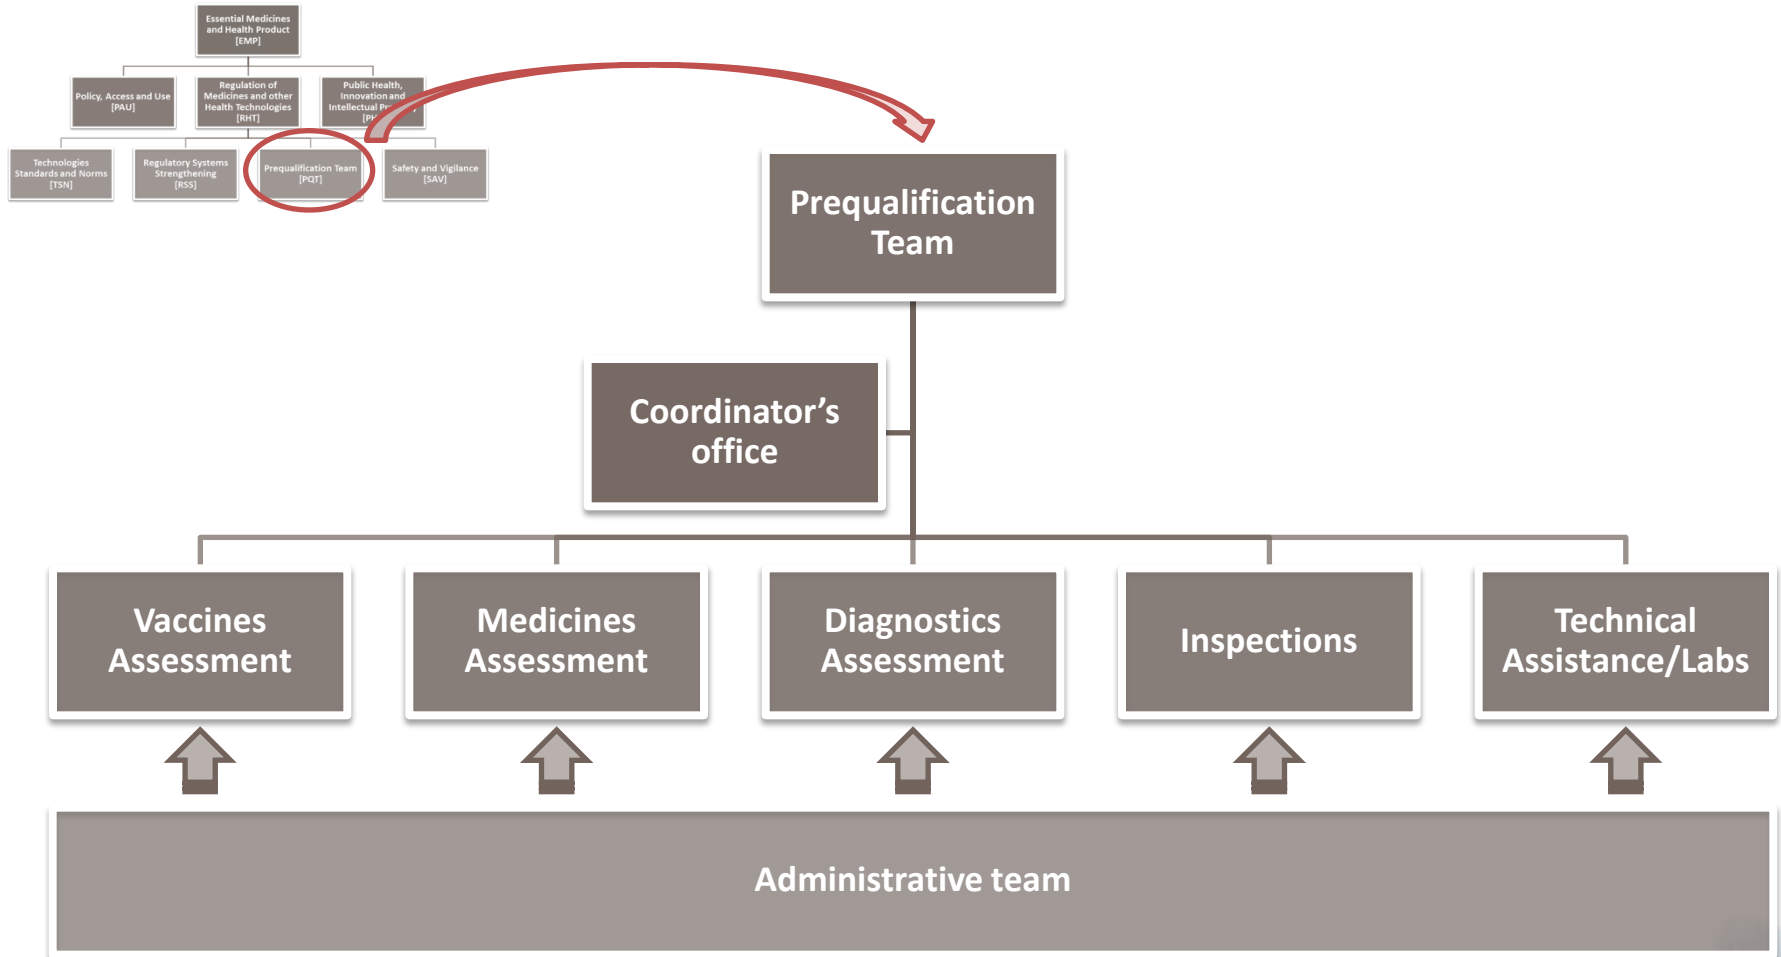 Essential Medicines
and Health Product
[EMP]
Policy, Access and Use
[PAU]
Regulation of
Medicines and other
Health Technologies
[RHT]
Public Health,
Innovation and
Intellectual
Technologies
Standards and Norms
[TSN]
Regulatory Systems
Strengthening
[RSS]
Prequalification Team
[PQT]
Safety and Vigilance
[SAV]
Prequalification
Team
Coordinator’s
office
Vaccines
Assessment
Medicines
Assessment
Diagnostics
Assessment
Inspections
Technical
Assistance/Labs
Administrative team